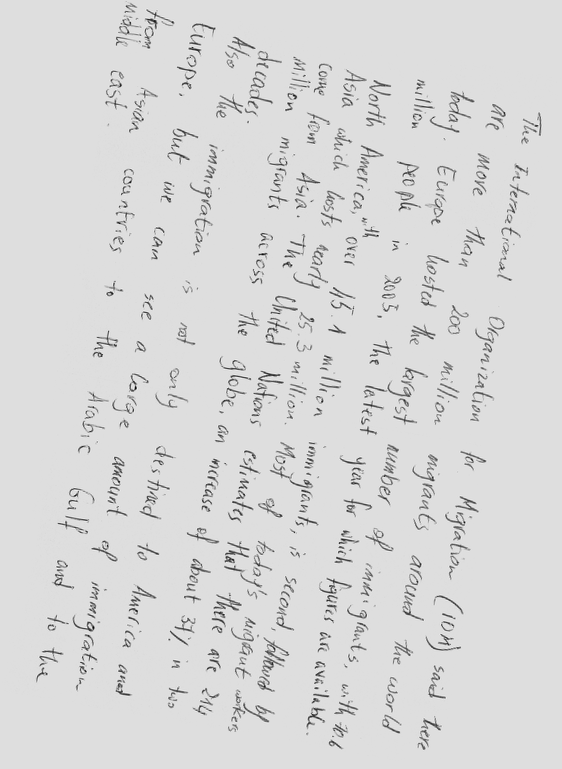 The International Organization for Migration (IOM) said there
are more than 200 million migrants around the world
today. Europe hosted the largest number of immigrants, with 70.6
million people in 2005, the latest year for which figures are available.
North America, with over 45.1 million immigrants, is second followed by
Asia which hosts nearly 25.3 million. Most of today's migrant workers
come from Asia. The United Nations estimates that there are 214
million migrants across the globe, an increase of about 37% in two
decades.
Also the immigration is not only destined to America and
Europe, but we can see a large amount of immigration
from Asian countries to the Arabic Gulf and to the
middle east.